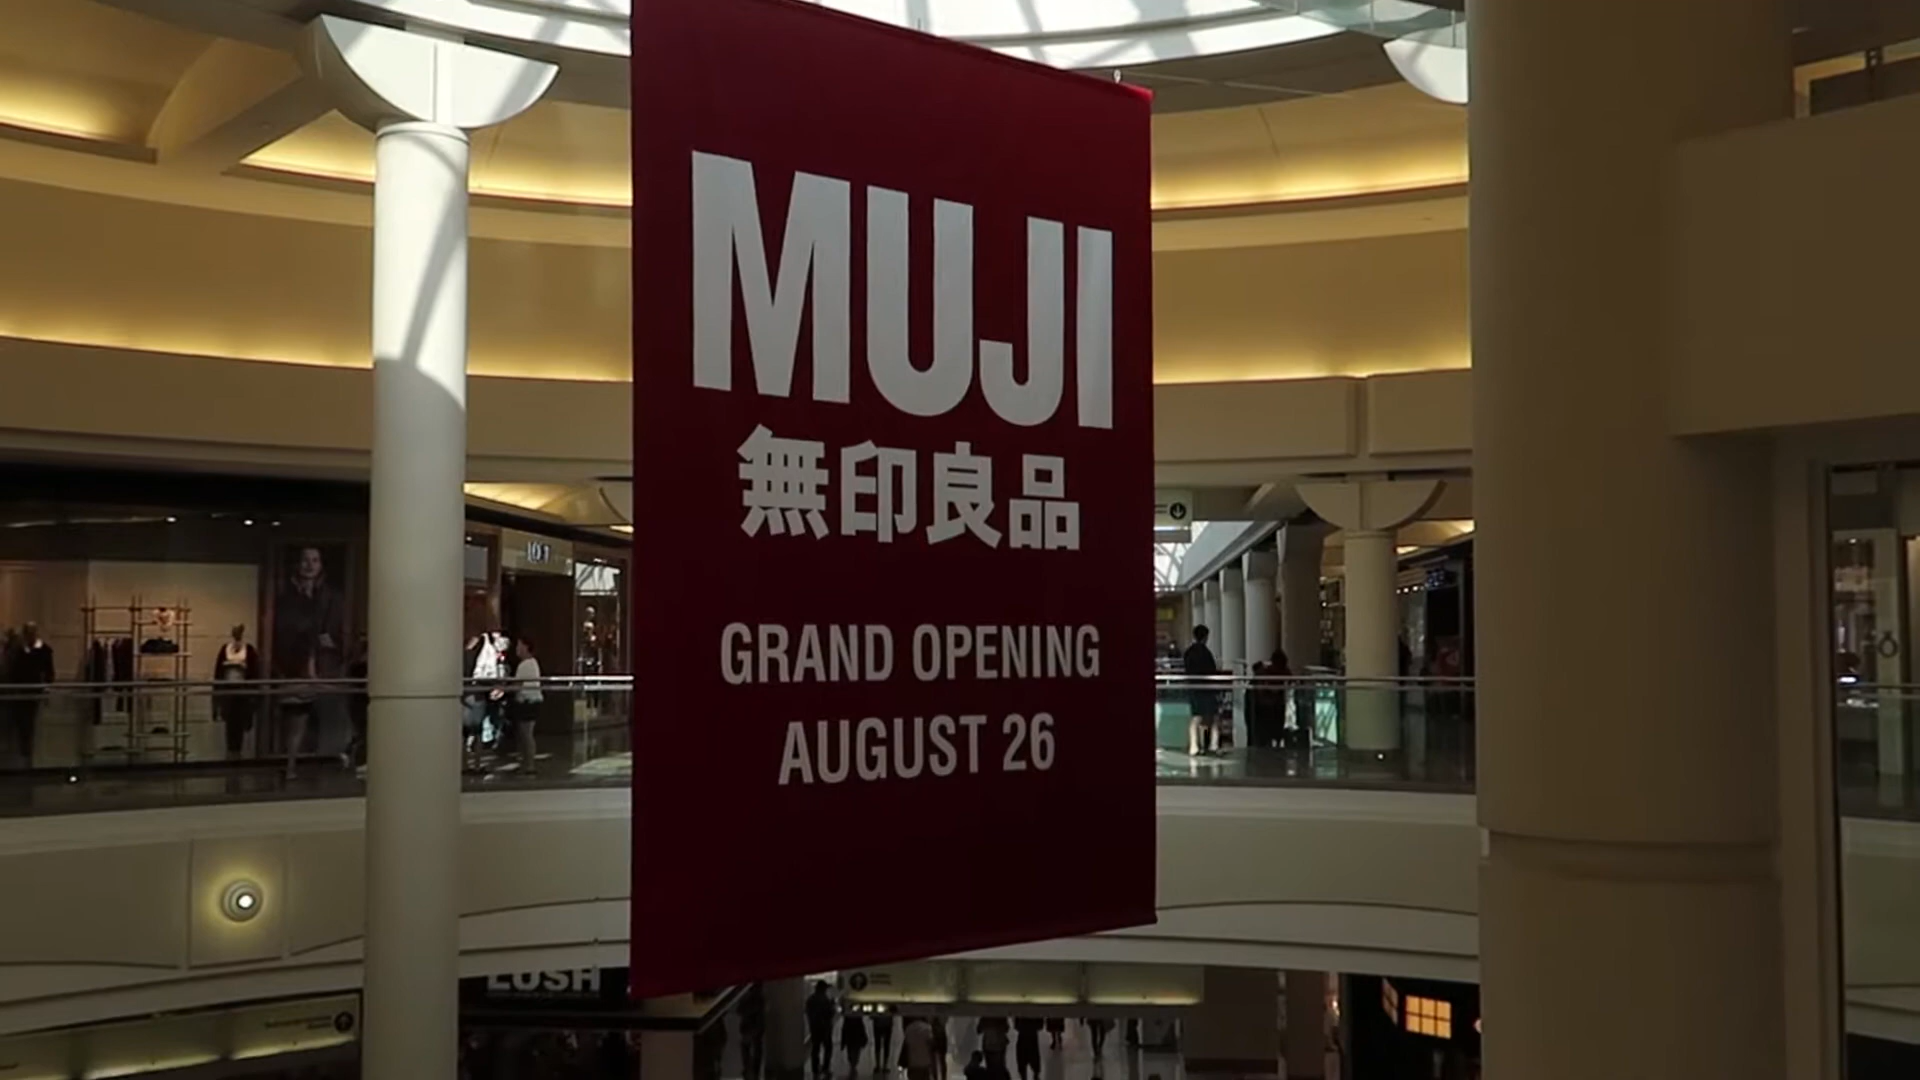 MUJI
無印良品
GRAND OPENING
AUGUST 26
LUSH